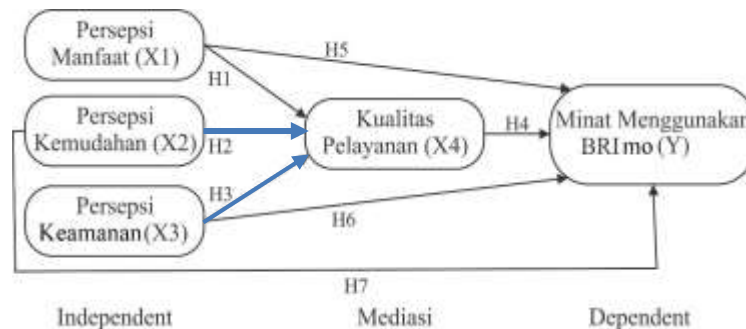 Persepsi
Manfaat (X1)
H5
H1
Persepsi
Kemudahan (X2)
H2
Kualitas
Pelayanan (X4)
H4
Minat Menggunakan
BRImo (Y)
H3
Persepsi
Keamanan (X3)
H6
H7
Independent
Mediasi
Dependent